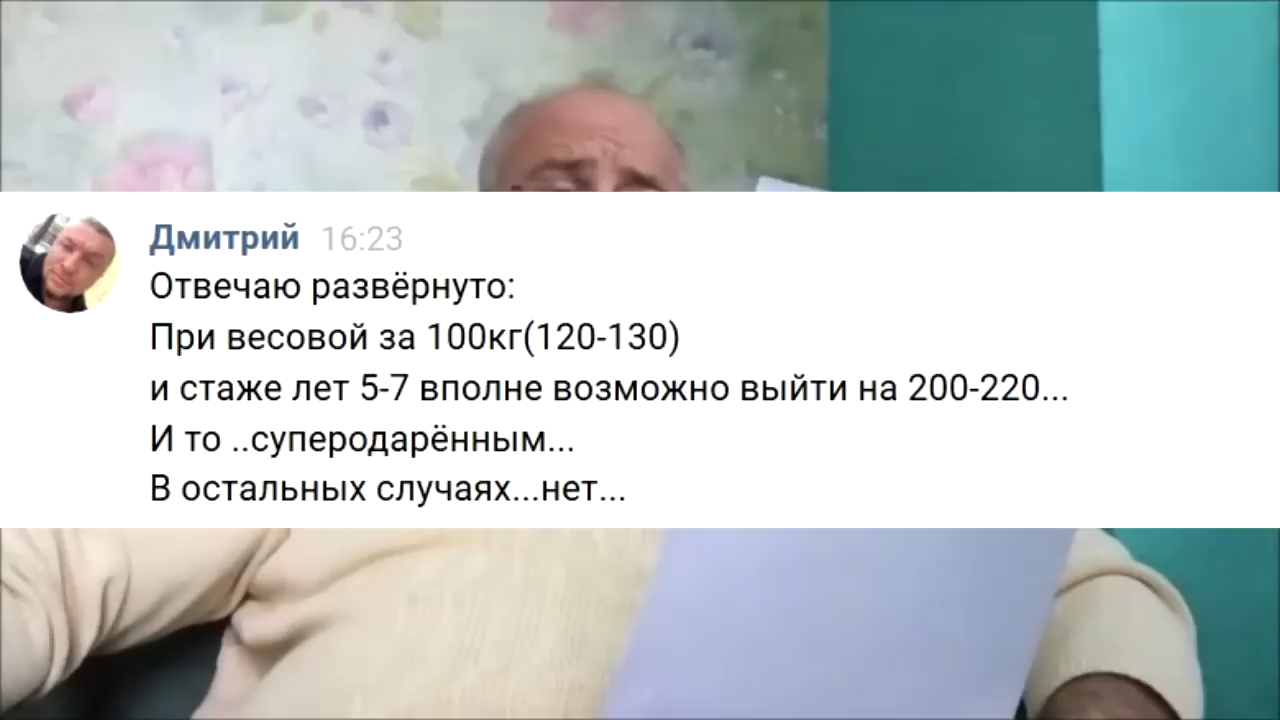 Дмитрий 16:23
Отвечаю развёрнуто:
При весовой за 100кг(120-130)
и стаже лет 5-7 вполне возможно выйти на 200-220...
И то ..суперодарённым...
В остальных случаях...нет...